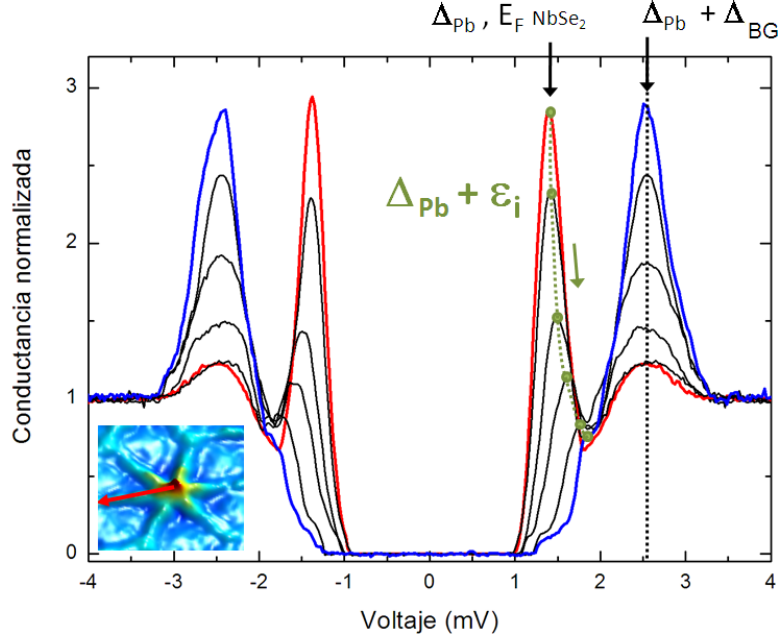 Δ_Pb , E_F NbSe₂
Δ_Pb + Δ_BG
Δ_Pb + ε_i
Conductancia normalizada
3
2
1
0
-4 -3 -2 -1 0 1 2 3 4
Voltaje (mV)